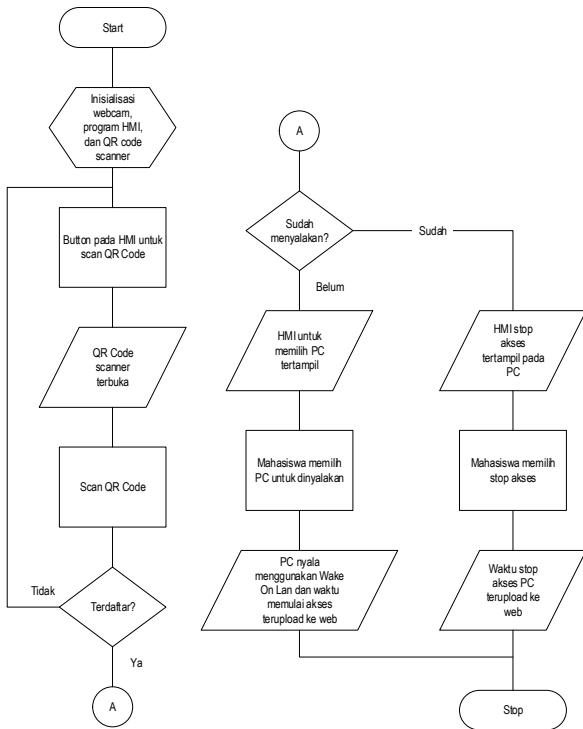 Start
Inisialisasi
webcam,
program HMI,
dan QR code
scanner
Button pada HMI untuk
scan QR Code
QR Code
scanner
terbuka
Scan QR Code
Tidak
Terdaftar?
Ya
A
A
Sudah
menyalakan?
Sudah
Belum
HMI untuk
memilih PC
tertampil
Mahasiswa memilih
PC untuk dinyalakan
PC nyala
menggunakan Wake
On Lan dan waktu
memulai akses
terupload ke web
HMI stop
akses
tertampil pada
PC
Mahasiswa memilih
stop akses
Waktu stop
akses PC
terupload ke
web
Stop